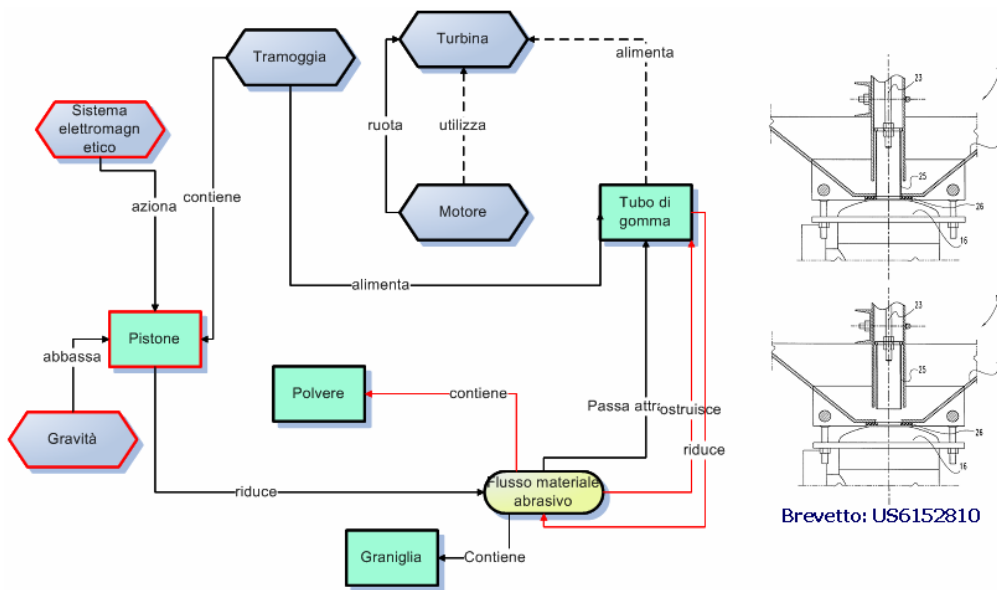 Tramoggia
Turbina
alimenta
Sistema
elettromagn
etico
ruota
utilizza
contiene
aziona
Motore
Tubo di
gomma
alimenta
Pistone
abbassa
Polvere
contiene
Passa attr
ostruisce
riduce
Gravità
riduce
Flusso materiale
abrasivo
Graniglia
Contiene
23
25
26
16
23
25
26
16
Brevetto: US6152810